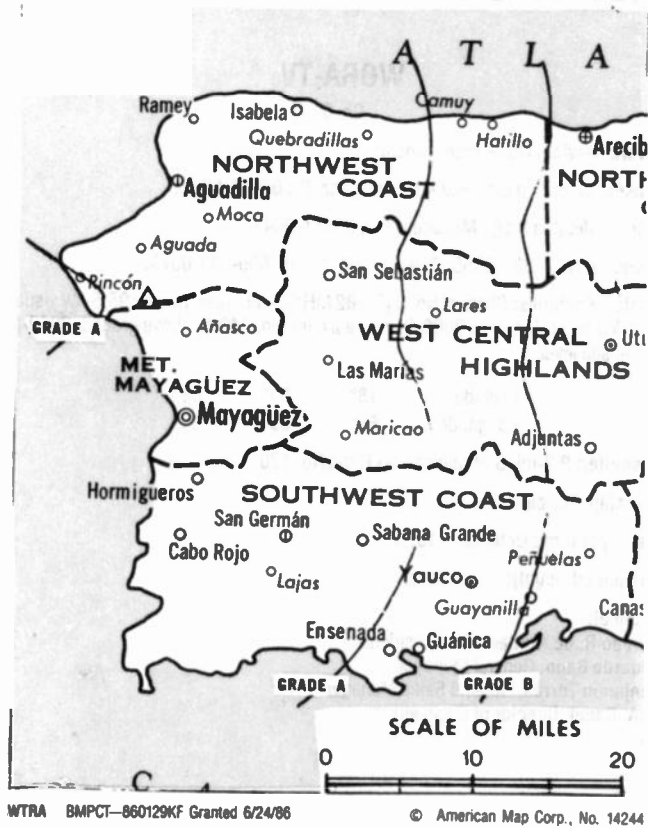 A T L A
Camuy
Ramey
Isabela
Quebradillas
Hatillo
Arecib
NORTHWEST
COAST
NORTH
Aguadilla
Moca
Aguada
San Sebastián
Rincón
Lares
GRADE A
Añasco
WEST CENTRAL
HIGHLANDS
Utu
MET.
MAYAGÜEZ
Las Marías
Mayagüez
Maricao
Adjuntas
Hormigueros
SOUTHWEST COAST
San Germán
Sabana Grande
Cabo Rojo
Peñuelas
Lajas
Yauco
Guayanilla
Canas
Ensenada
Guánica
GRADE A
GRAOE B
SCALE OF MILES
0 10 20
C A
WTRA BMPCT—860129KF Granted 6/24/86
© American Map Corp., No. 14244